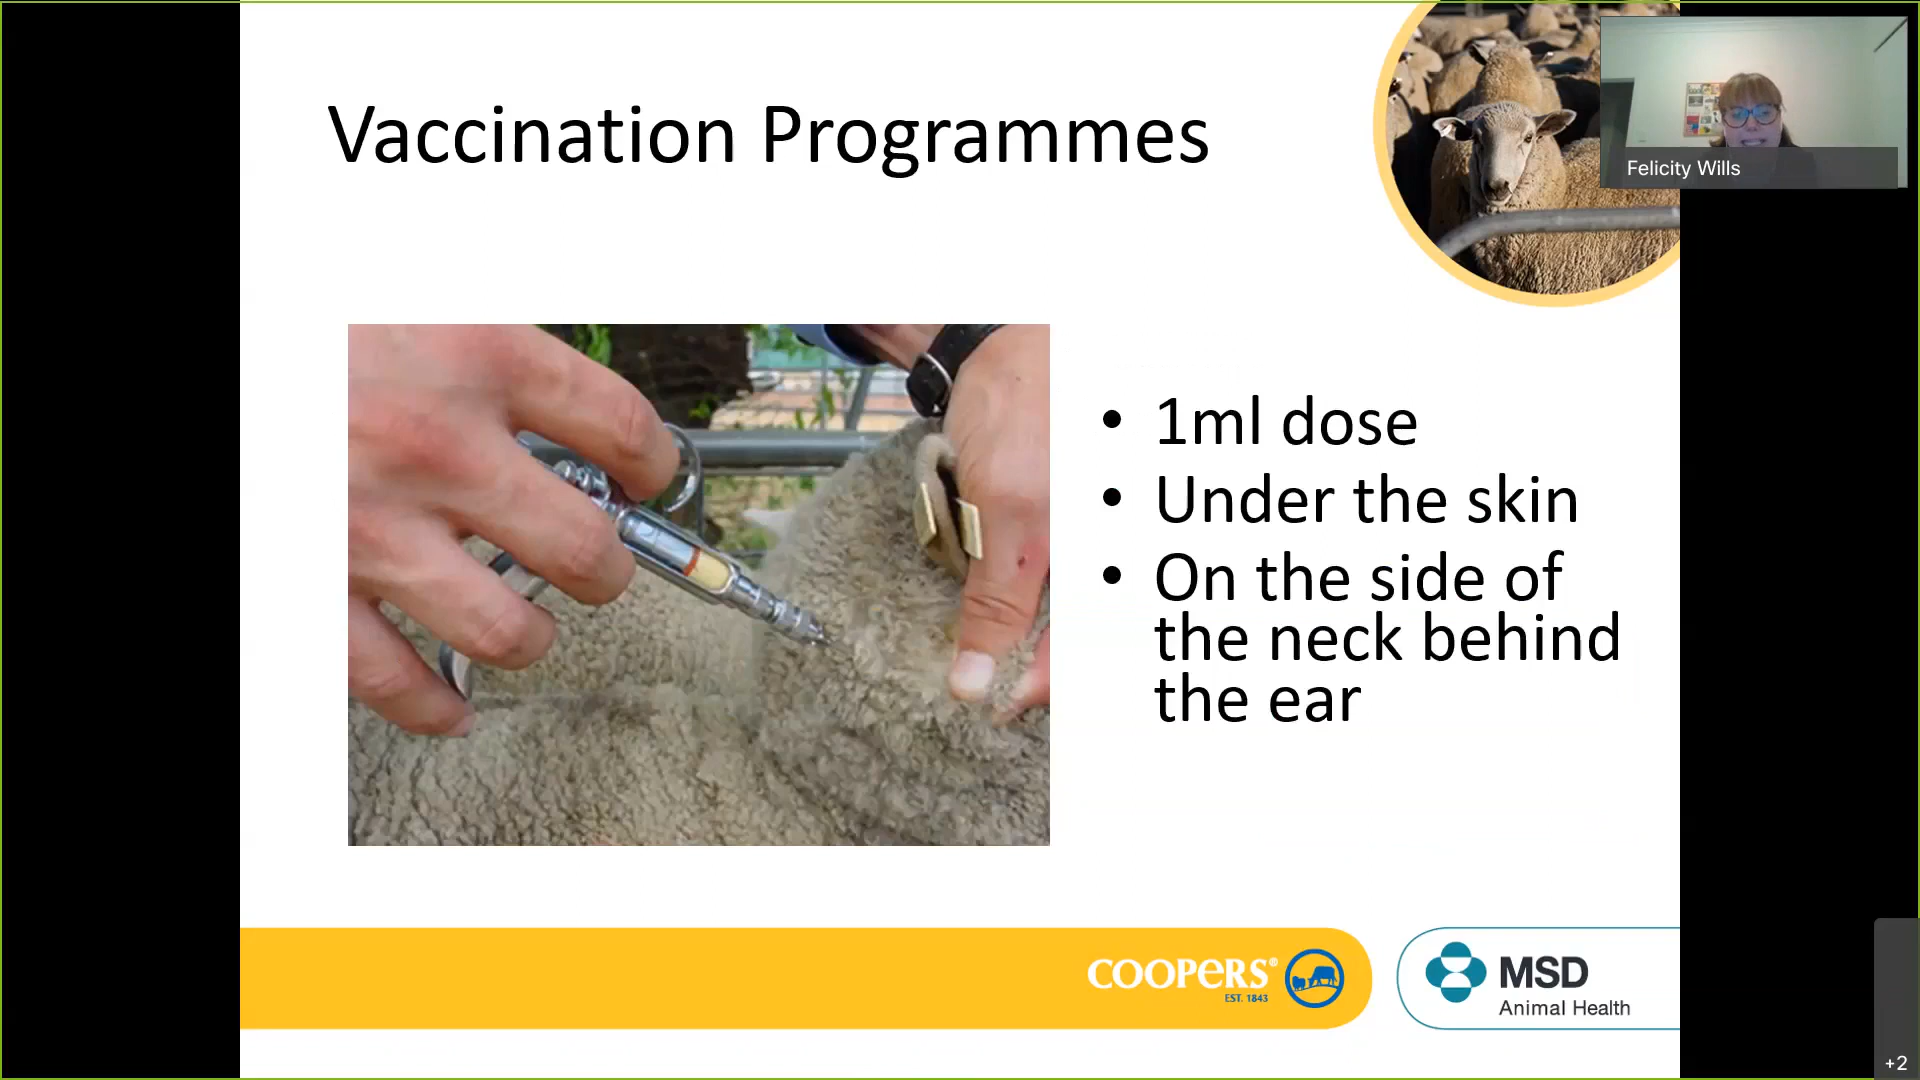 Vaccination Programmes
Felicity Wills
• 1ml dose
• Under the skin
• On the side of
the neck behind
the ear
COOPERS®
EST. 1843
MSD
Animal Health
+2